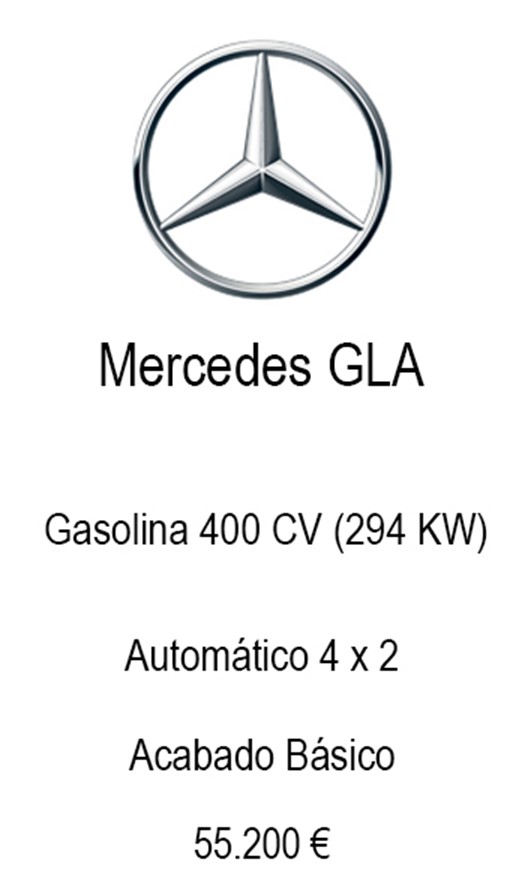 Mercedes GLA
Gasolina 400 CV (294 KW)
Automático 4 x 2
Acabado Básico
55.200 €